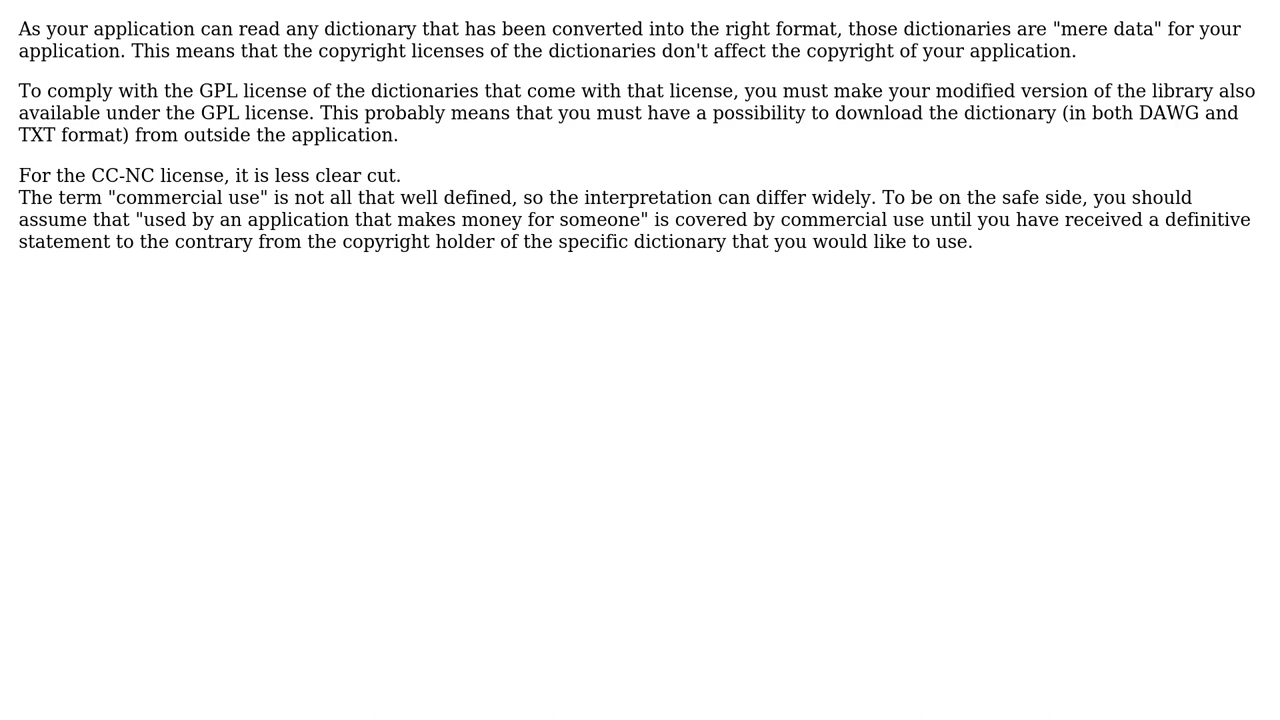 As your application can read any dictionary that has been converted into the right format, those dictionaries are "mere data" for your
application. This means that the copyright licenses of the dictionaries don't affect the copyright of your application.
To comply with the GPL license of the dictionaries that come with that license, you must make your modified version of the library also
available under the GPL license. This probably means that you must have a possibility to download the dictionary (in both DAWG and
TXT format) from outside the application.
For the CC-NC license, it is less clear cut.
The term "commercial use" is not all that well defined, so the interpretation can differ widely. To be on the safe side, you should
assume that "used by an application that makes money for someone" is covered by commercial use until you have received a definitive
statement to the contrary from the copyright holder of the specific dictionary that you would like to use.